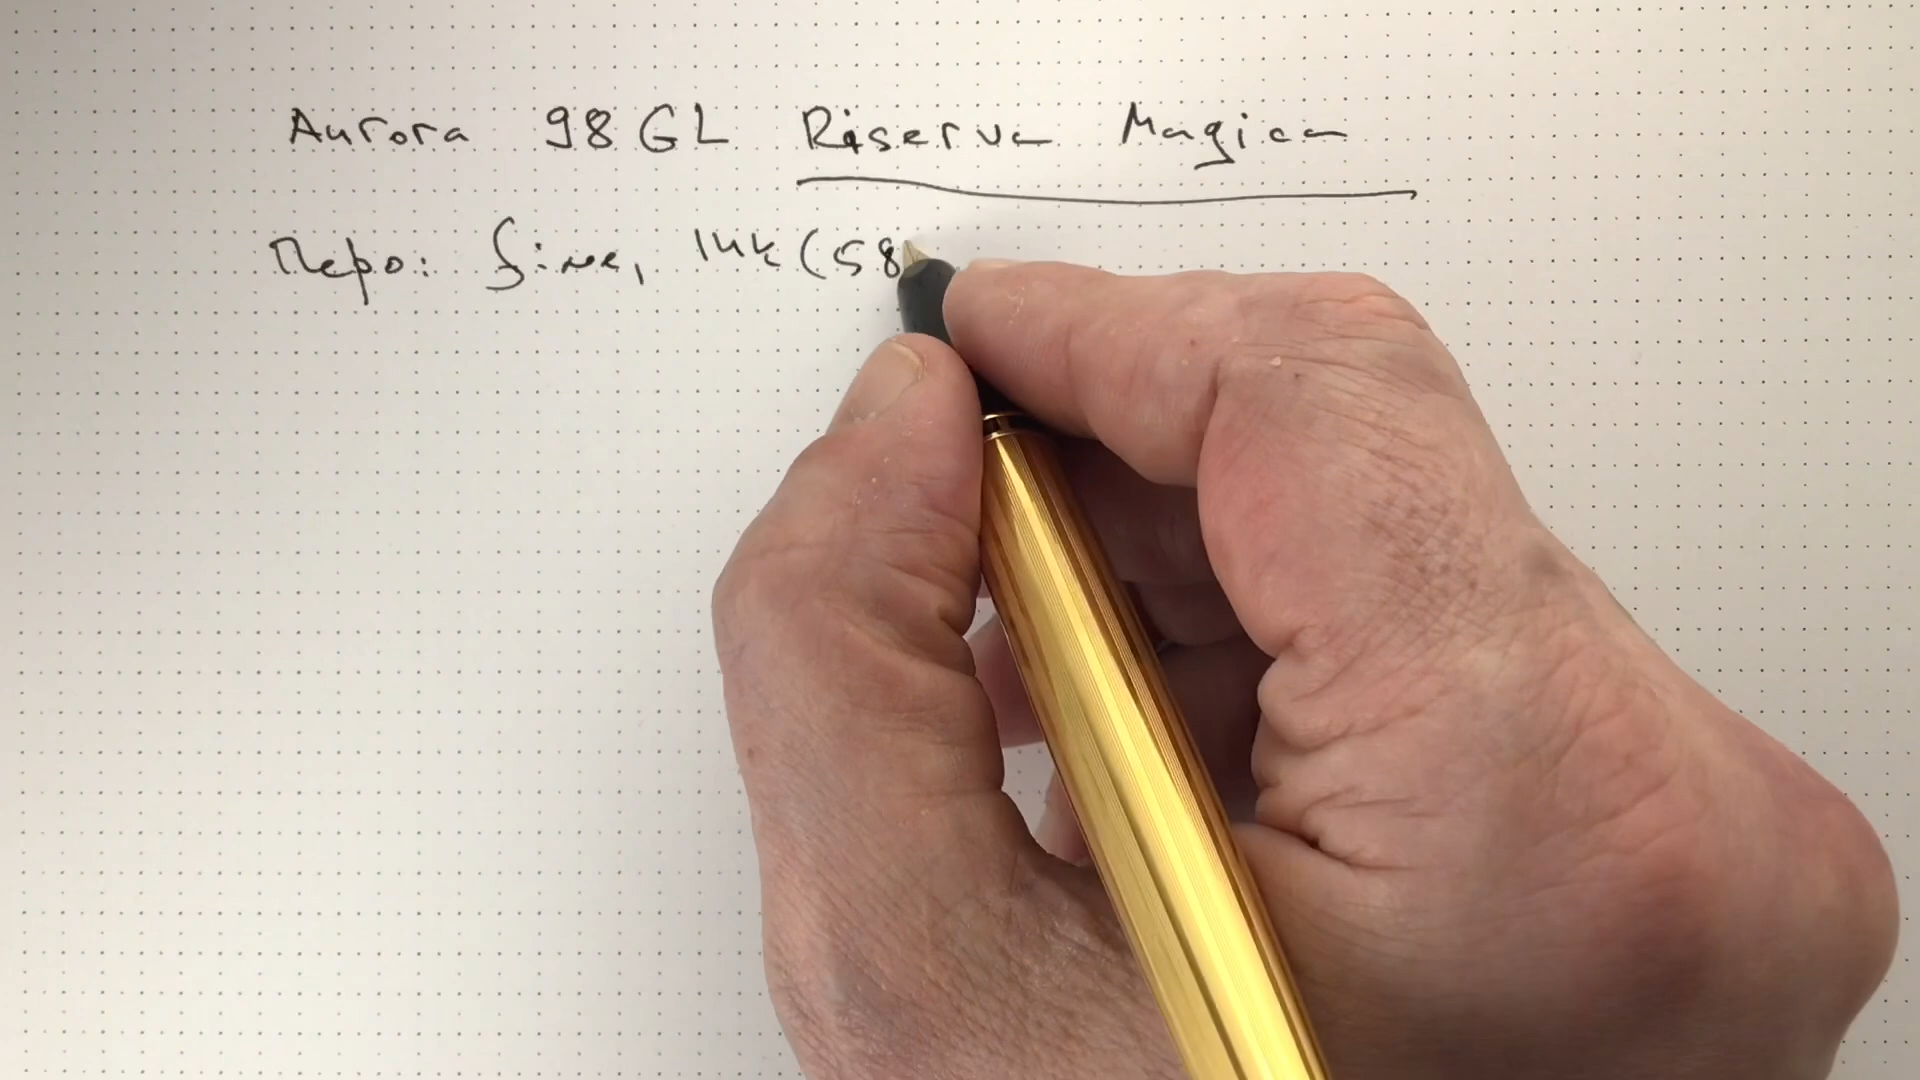 Aurora 98 GL Riserva Magica
Перо: fine, 14k (58